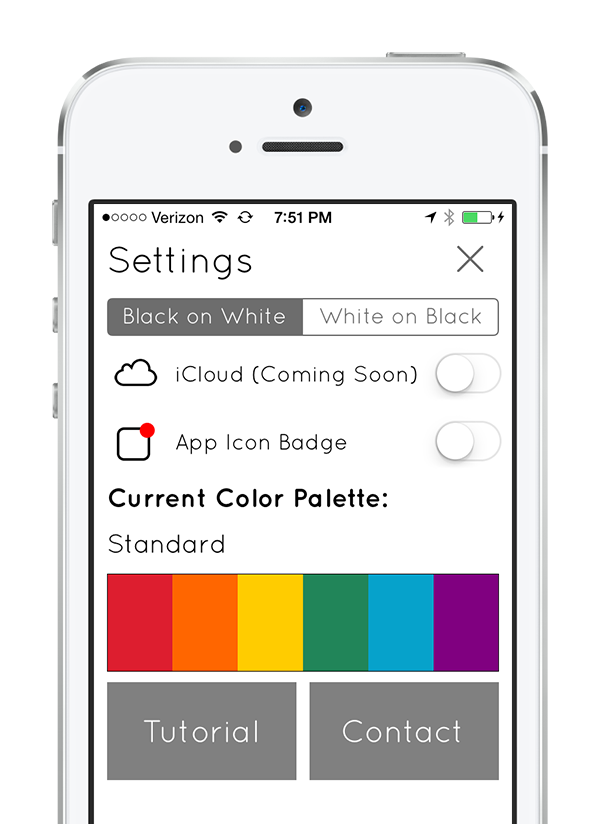 Verizon 7:51 PM
Settings
Black on White White on Black
iCloud (Coming Soon)
App Icon Badge
Current Color Palette:
Standard
Tutorial Contact